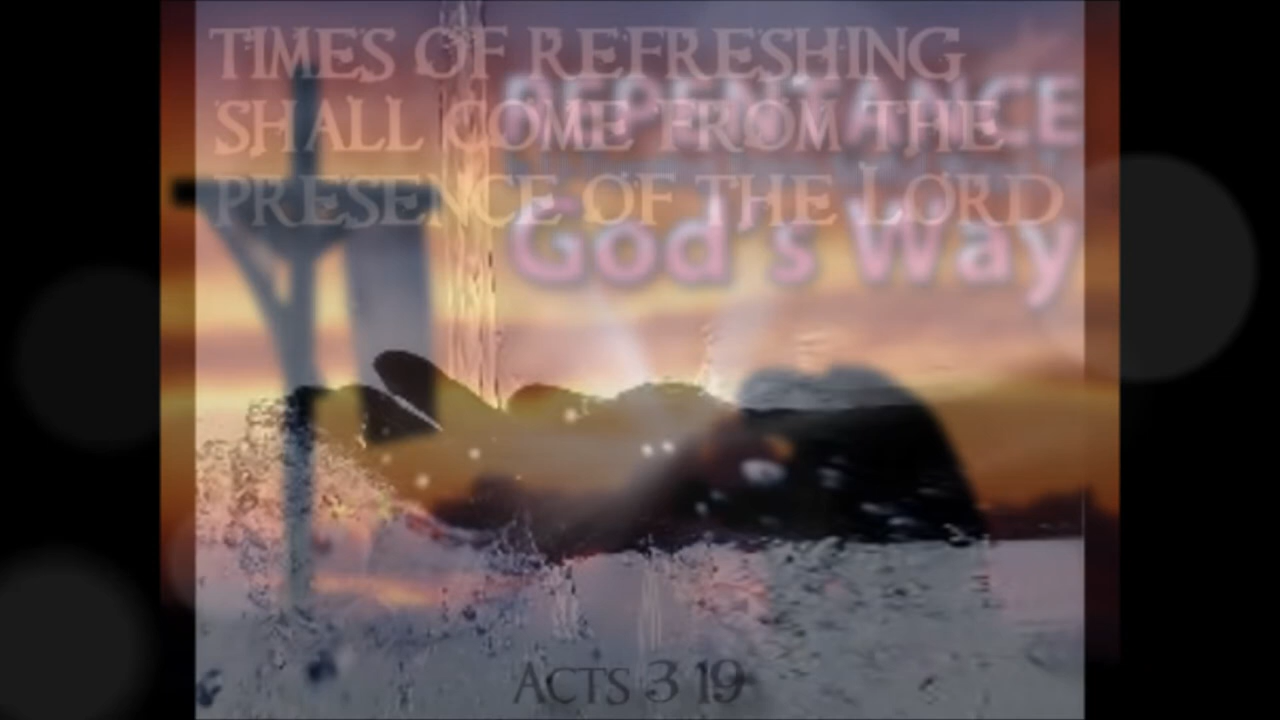 TIMES OF REFRESHING
SHALL COME FROM THE
PRESENCE OF THE LORD
REPENTANCE
God's Way
ACTS 3 19